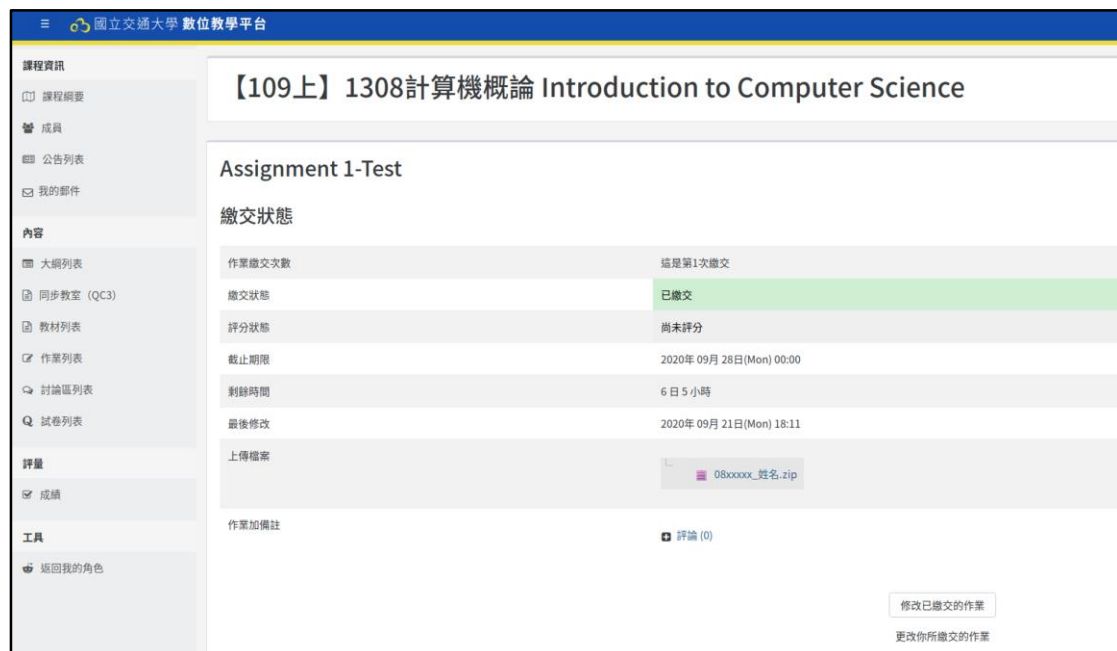 國立交通大學 數位教學平台
課程資訊
課程綱要
成員
公告列表
我的郵件
內容
大綱列表
同步教室（QC3）
教材列表
作業列表
討論區列表
試卷列表
評量
成績
工具
返回我的角色
【109上】1308計算機概論 Introduction to Computer Science
Assignment 1-Test
繳交狀態
作業繳交次數 這是第1次繳交
繳交狀態 已繳交
評分狀態 尚未評分
截止期限 2020年 09月 28日(Mon) 00:00
剩餘時間 6 日 5 小時
最後修改 2020年 09月 21日(Mon) 18:11
上傳檔案 08xxxxx_姓名.zip
作業加備註 評論 (0)
修改已繳交的作業
更改你所繳交的作業